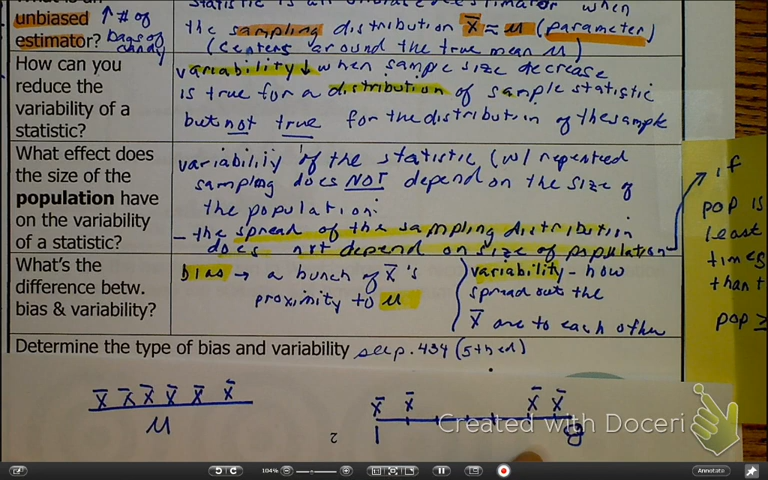 What is an
unbiased
estimator?
↑ # of
bags of
candy
statistic is an unbiased estimator when
the sampling distribution x̄ ≈ μ (parameter)
(centers around the true mean μ)
How can you
reduce the
variability of a
statistic?
variability ↓ when sample size decrease
is true for a distribution of sample statistic
but not true for the distribution of the sample
What effect does
the size of the
population have
on the variability
of a statistic?
variability of the statistic (w/ repeated
sampling does NOT depend on the size of
the population.
- the spread of the sampling distribution
does not depend on size of population
if
pop is
least
times
than t
pop ≥
What's the
difference betw.
bias & variability?
bias → a bunch of x̄'s
proximity to μ
variability - how
spread out the
x̄ are to each other
Determine the type of bias and variability see p. 434 (5th ed)
x̄ x̄ x̄ x̄ x̄ x̄
μ
x̄ x̄ x̄ x̄
1
2
Created with Doceri
104%
Annotate